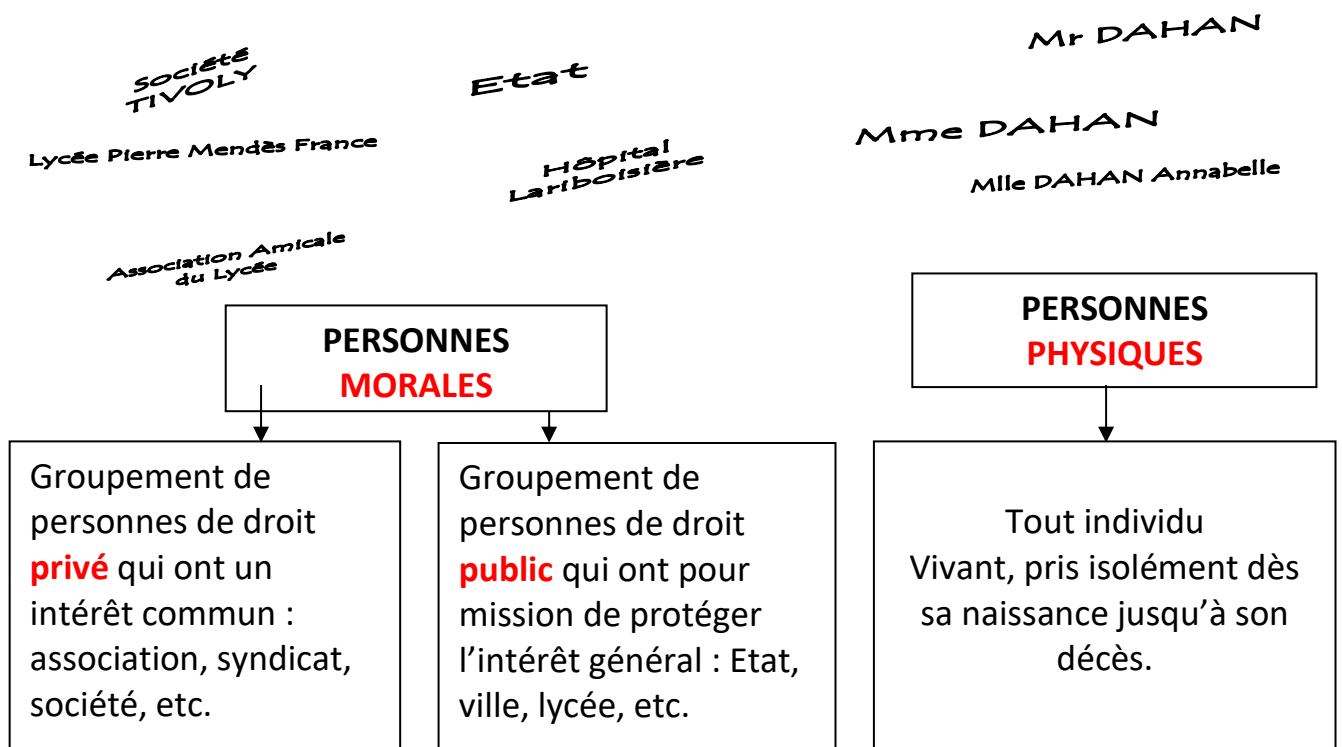 Société
TIVOLY
Etat
Mr DAHAN
Lycée Pierre Mendès France
Hôpital
Lariboisière
Mme DAHAN
Mlle DAHAN Annabelle
Association Amicale
du Lycée
PERSONNES
MORALES
PERSONNES
PHYSIQUES
Groupement de
personnes de droit
privé qui ont un
intérêt commun :
association, syndicat,
société, etc.
Groupement de
personnes de droit
public qui ont pour
mission de protéger
l’intérêt général : Etat,
ville, lycée, etc.
Tout individu
Vivant, pris isolément dès
sa naissance jusqu’à son
décès.